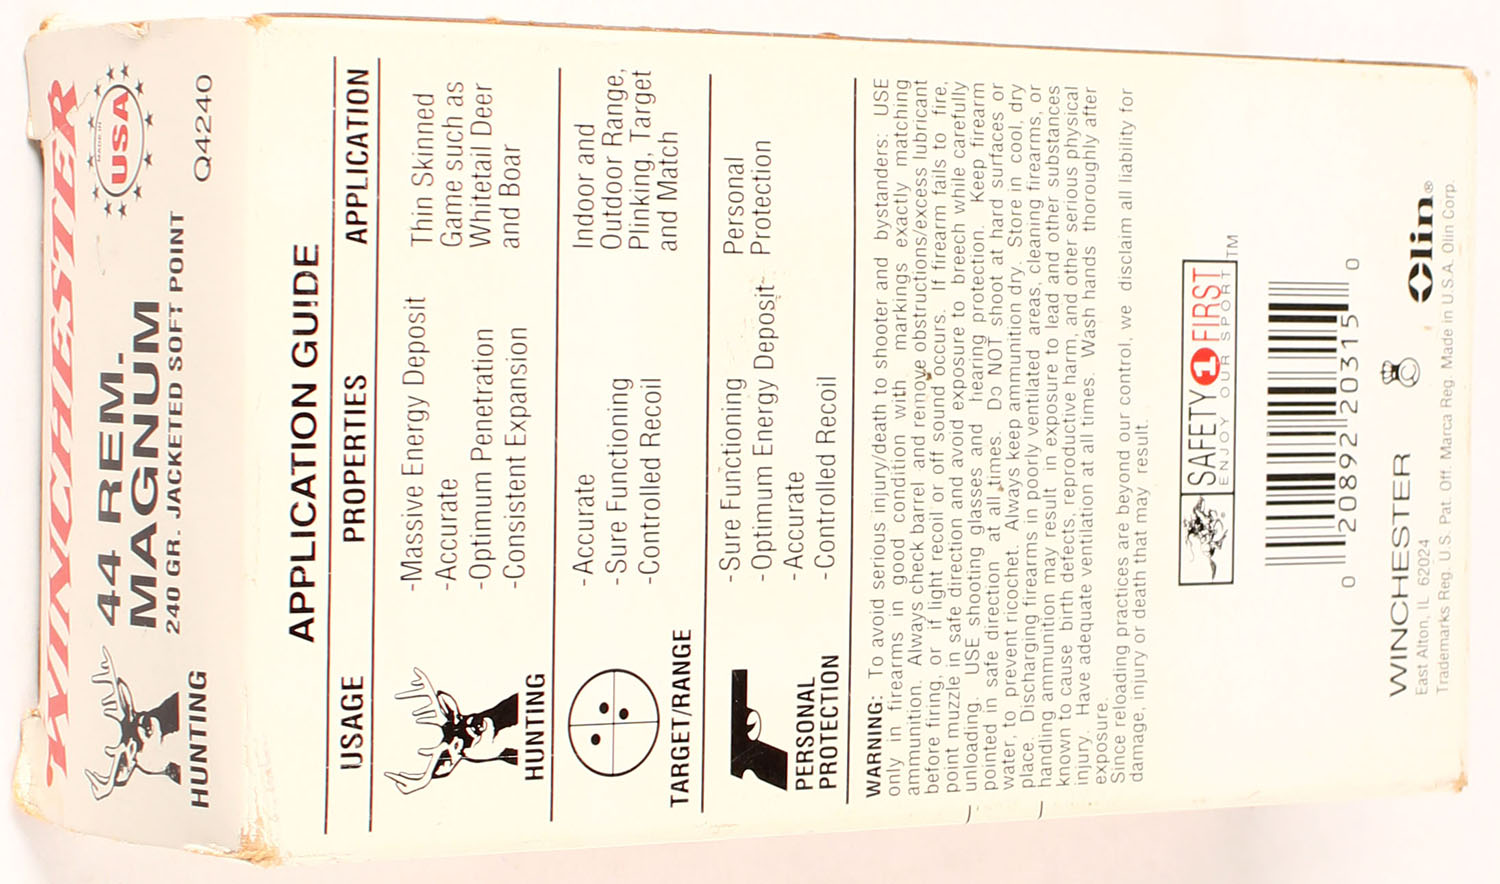 WINCHESTER
44 REM.
MAGNUM
240 GR. JACKETED SOFT POINT
MADE IN
USA
Q4240
HUNTING
APPLICATION GUIDE
USAGE PROPERTIES APPLICATION
HUNTING
-Massive Energy Deposit
-Accurate
-Optimum Penetration
-Consistent Expansion
Thin Skinned
Game such as
Whitetail Deer
and Boar
TARGET/RANGE
-Accurate
-Sure Functioning
-Controlled Recoil
Indoor and
Outdoor Range,
Plinking, Target
and Match
PERSONAL
PROTECTION
-Sure Functioning
-Optimum Energy Deposit
-Accurate
-Controlled Recoil
Personal
Protection
WARNING: To avoid serious injury/death to shooter and bystanders: USE
only in firearms in good condition with markings exactly matching
ammunition. Always check barrel and remove obstructions/excess lubricant
before firing, or if light recoil or off sound occurs. If firearm fails to fire,
point muzzle in safe direction and avoid exposure to breech while carefully
unloading. USE shooting glasses and hearing protection. Keep firearm
pointed in safe direction at all times. Do NOT shoot at hard surfaces or
water, to prevent ricochet. Always keep ammunition dry. Store in cool, dry
place. Discharging firearms in poorly ventilated areas, cleaning firearms, or
handling ammunition may result in exposure to lead and other substances
known to cause birth defects, reproductive harm, and other serious physical
injury. Have adequate ventilation at all times. Wash hands thoroughly after
exposure.
Since reloading practices are beyond our control, we disclaim all liability for
damage, injury or death that may result.
SAFETY 1 FIRST TM
ENJOY OUR SPORT
0 20892 20315 0
WINCHESTER
Olin®
East Alton, IL 62024
Trademarks Reg. U.S. Pat. Off. Marca Reg. Made in U.S.A. Olin Corp.